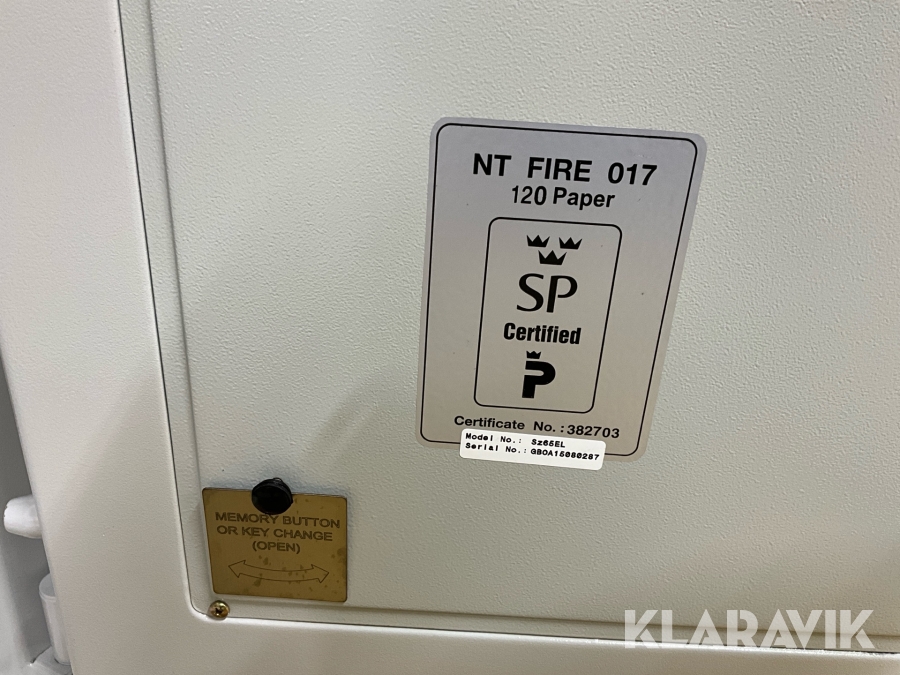 NT FIRE 017
120 Paper
SP
Certified
P
Certificate No.:382703
Model No.: Sz65EL
Serial No.: GBOA15080287
MEMORY BUTTON
OR KEY CHANGE
(OPEN)
KLARAVIK